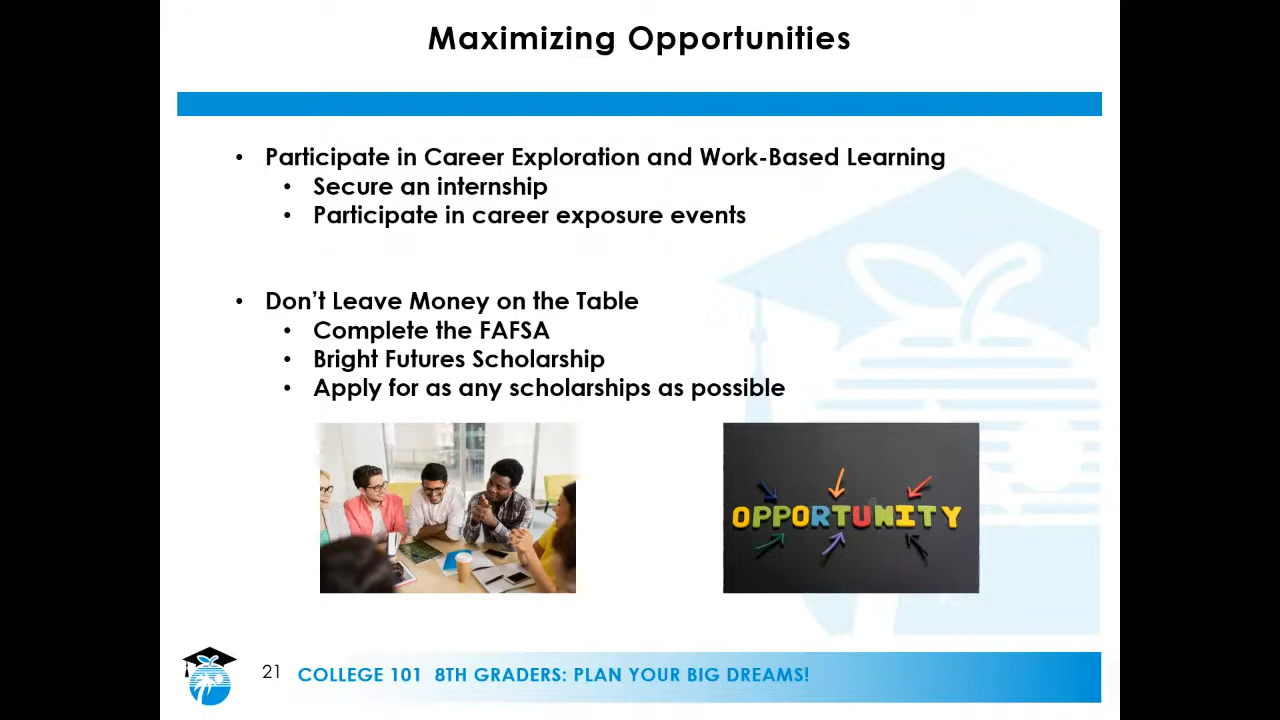 Maximizing Opportunities
• Participate in Career Exploration and Work-Based Learning
• Secure an internship
• Participate in career exposure events
• Don't Leave Money on the Table
• Complete the FAFSA
• Bright Futures Scholarship
• Apply for as any scholarships as possible
OPPORTUNITY
21 COLLEGE 101 8TH GRADERS: PLAN YOUR BIG DREAMS!